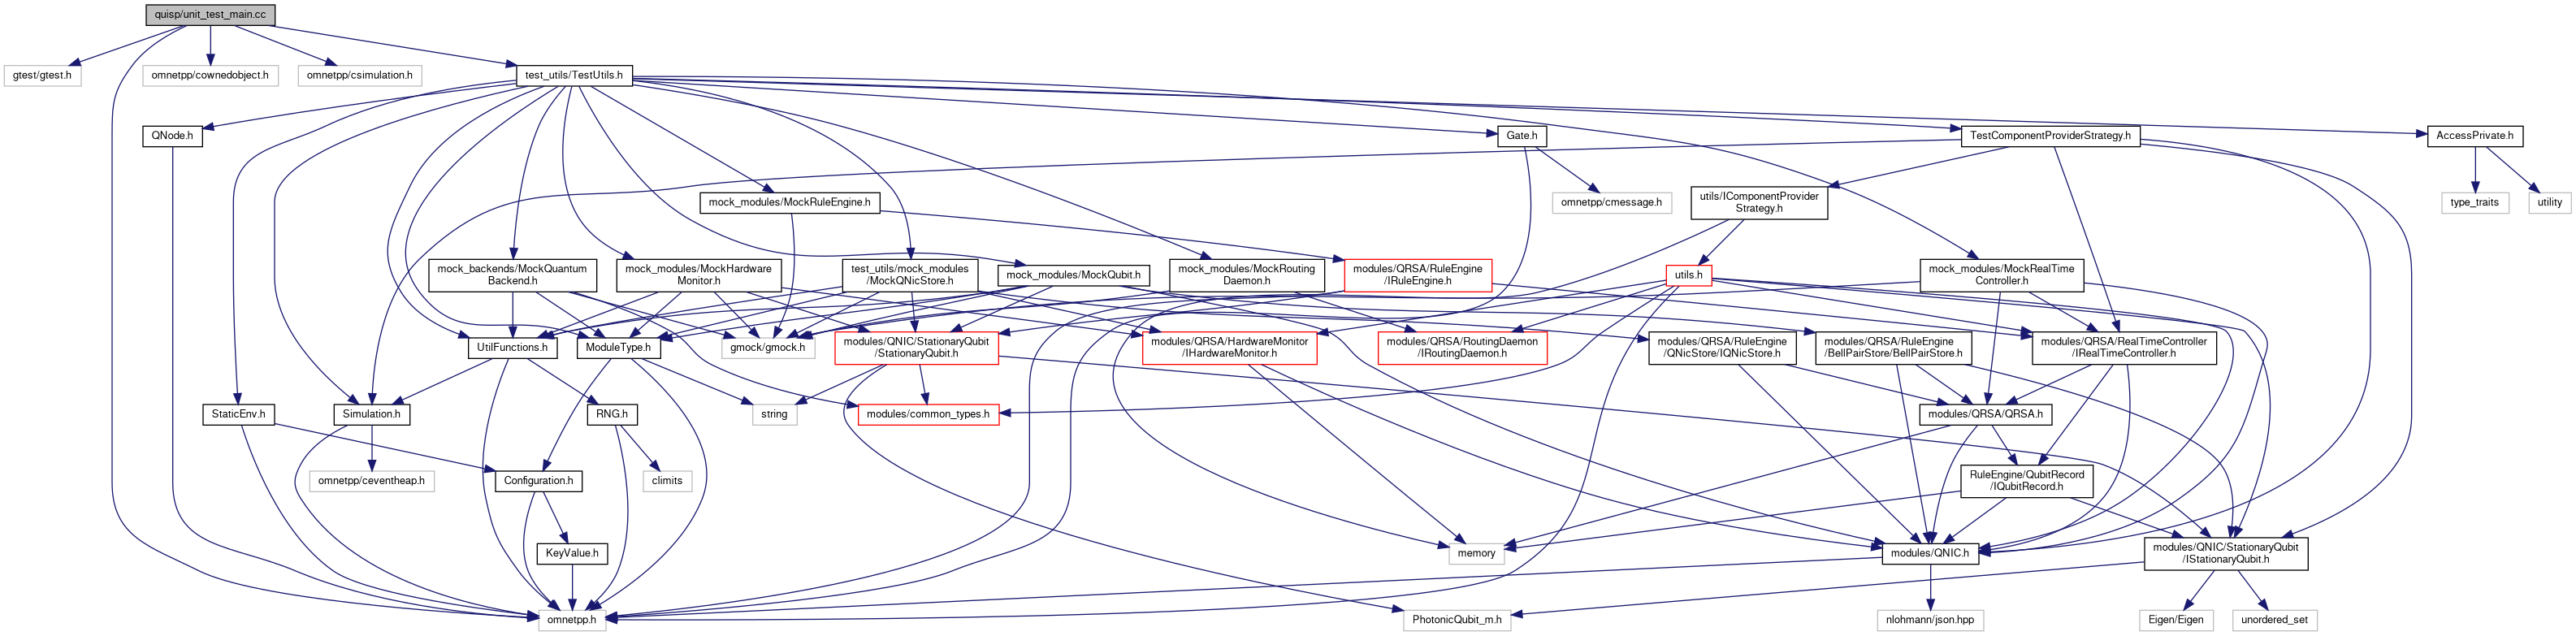 quisp/unit_test_main.cc
gtest/gtest.h
omnetpp/cownedobject.h
omnetpp/csimulation.h
test_utils/TestUtils.h
QNode.h
Gate.h
TestComponentProviderStrategy.h
AccessPrivate.h
mock_modules/MockRuleEngine.h
omnetpp/cmessage.h
utils/IComponentProvider
Strategy.h
type_traits
utility
mock_backends/MockQuantum
Backend.h
mock_modules/MockHardware
Monitor.h
test_utils/mock_modules
/MockQNicStore.h
mock_modules/MockQubit.h
mock_modules/MockRouting
Daemon.h
modules/QRSA/RuleEngine
/IRuleEngine.h
utils.h
mock_modules/MockRealTime
Controller.h
UtilFunctions.h
ModuleType.h
gmock/gmock.h
modules/QNIC/StationaryQubit
/StationaryQubit.h
modules/QRSA/HardwareMonitor
/IHardwareMonitor.h
modules/QRSA/RoutingDaemon
/IRoutingDaemon.h
modules/QRSA/RuleEngine
/QNicStore/IQNicStore.h
modules/QRSA/RuleEngine
/BellPairStore/BellPairStore.h
modules/QRSA/RealTimeController
/IRealTimeController.h
StaticEnv.h
Simulation.h
RNG.h
string
modules/common_types.h
modules/QRSA/QRSA.h
omnetpp/ceventheap.h
Configuration.h
climits
RuleEngine/QubitRecord
/IQubitRecord.h
KeyValue.h
memory
modules/QNIC.h
modules/QNIC/StationaryQubit
/IStationaryQubit.h
omnetpp.h
PhotonicQubit_m.h
nlohmann/json.hpp
Eigen/Eigen
unordered_set